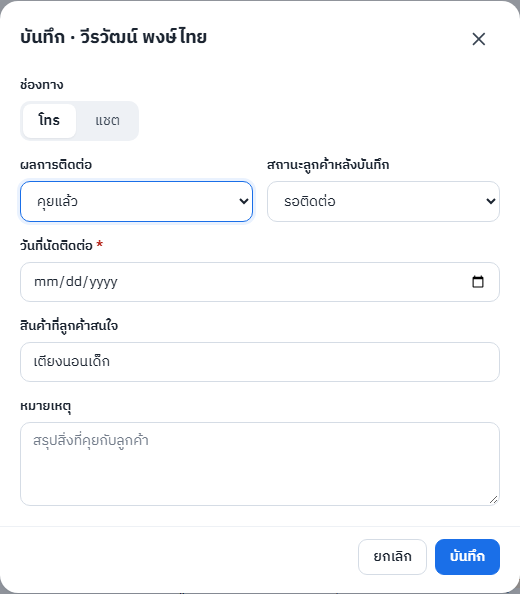 บันทึก · วีรวัฒน์ พงษ์ไทย
ช่องทาง
โทร แชต
ผลการติดต่อ สถานะลูกค้าหลังบันทึก
คุยแล้ว รอติดต่อ
วันที่นัดติดต่อ *
mm/dd/yyyy
สินค้าที่ลูกค้าสนใจ
เตียงนอนเด็ก
หมายเหตุ
สรุปสิ่งที่คุยกับลูกค้า
ยกเลิก บันทึก